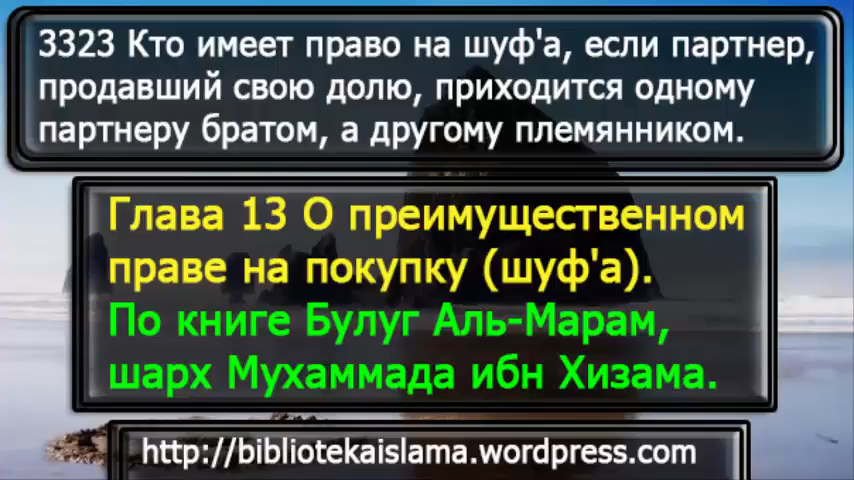 3323 Кто имеет право на шуф'а, если партнер,
продавший свою долю, приходится одному
партнеру братом, а другому племянником.
Глава 13 О преимущественном
праве на покупку (шуф'а).
По книге Булуг Аль-Марам,
шарх Мухаммада ибн Хизама.
http://bibliotekaislama.wordpress.com